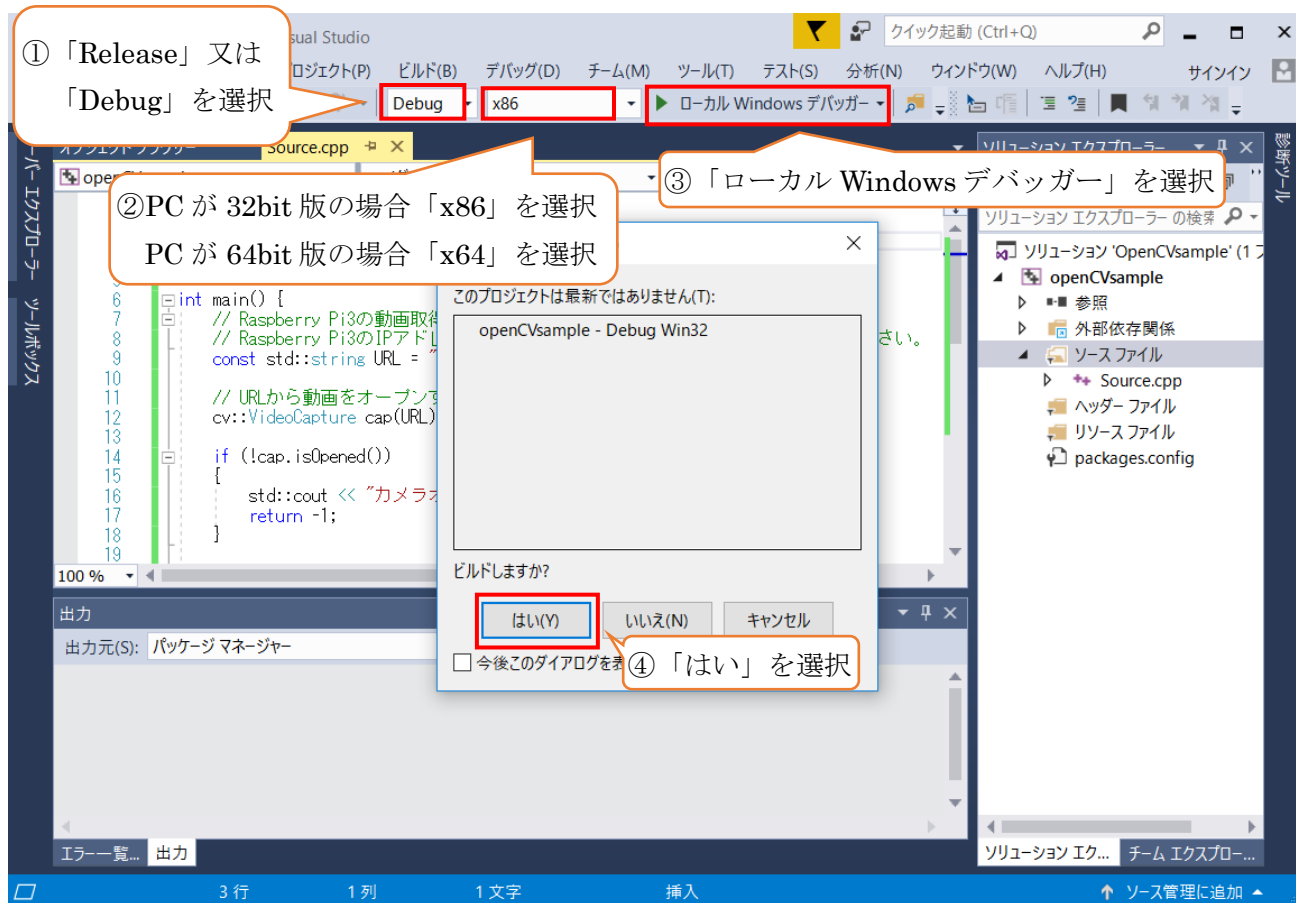 ①「Release」又は
「Debug」を選択
sual Studio
クイック起動 (Ctrl+Q)
ロジェクト(P) ビルド(B) デバッグ(D) チーム(M) ツール(T) テスト(S) 分析(N) ウィンドウ(W) ヘルプ(H) サインイン
Debug x86 ローカル Windows デバッガー
Source.cpp
ソリューション エクスプローラー
診断ツール
③「ローカル Windows デバッガー」を選択
②PC が 32bit 版の場合「x86」を選択
PC が 64bit 版の場合「x64」を選択
ソリューション エクスプローラー の検索
ーバー エクスプローラー
ツールボックス
ソリューション 'OpenCVsample' (1
openCVsample
参照
外部依存関係
ソース ファイル
Source.cpp
ヘッダー ファイル
リソース ファイル
packages.config
このプロジェクトは最新ではありません(T):
openCVsample - Debug Win32
6 int main() {
7 // Raspberry Pi3の動画取得
8 // Raspberry Pi3のIPアドレ さい。
9 const std::string URL = "
10
11 // URLから動画をオープンす
12 cv::VideoCapture cap(URL)
13
14 if (!cap.isOpened())
15 {
16 std::cout << "カメラオ
17 return -1;
18 }
19
100 %
ビルドしますか?
はい(Y) いいえ(N) キャンセル
今後このダイアログを表
④「はい」を選択
出力
出力元(S): パッケージ マネージャー
エラー一覧... 出力
ソリューション エク... チーム エクスプロー...
3 行 1 列 1 文字 挿入 ソース管理に追加